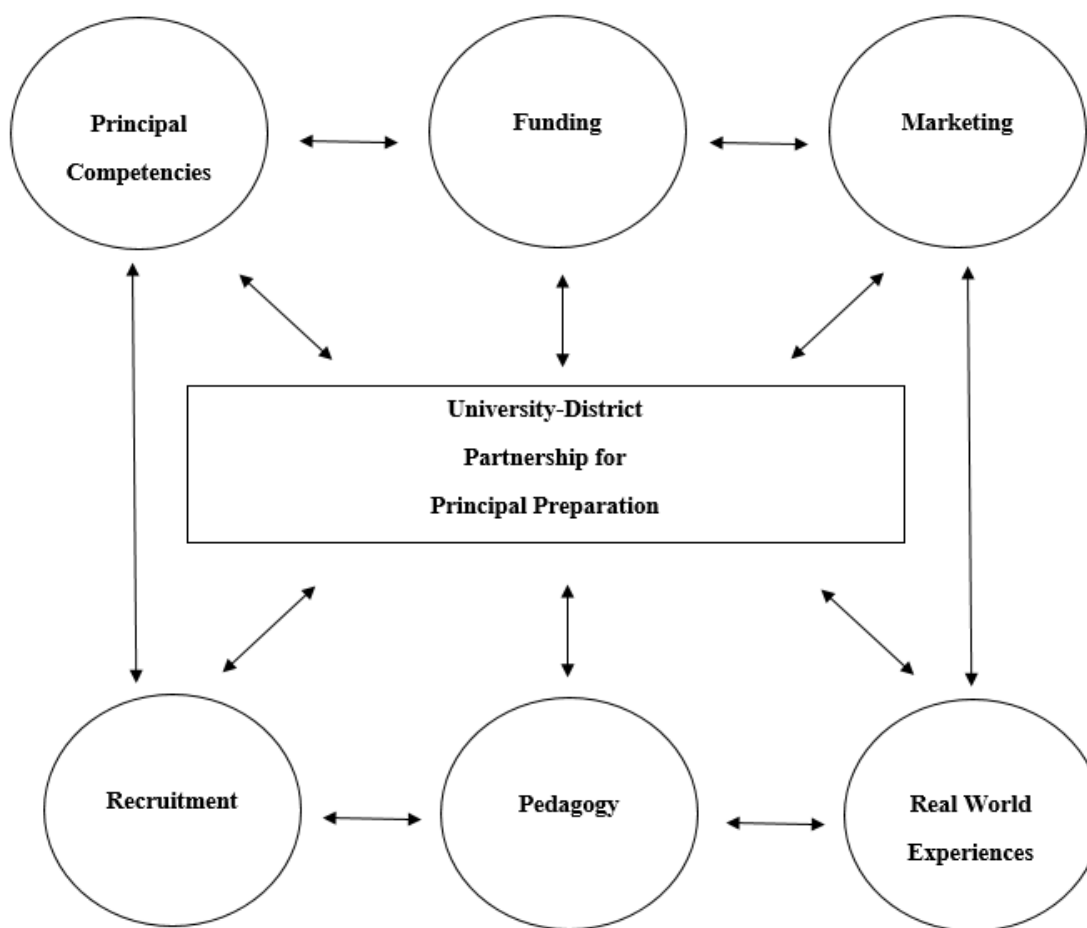 Principal
Competencies
Funding
Marketing
University-District
Partnership for
Principal Preparation
Recruitment
Pedagogy
Real World
Experiences